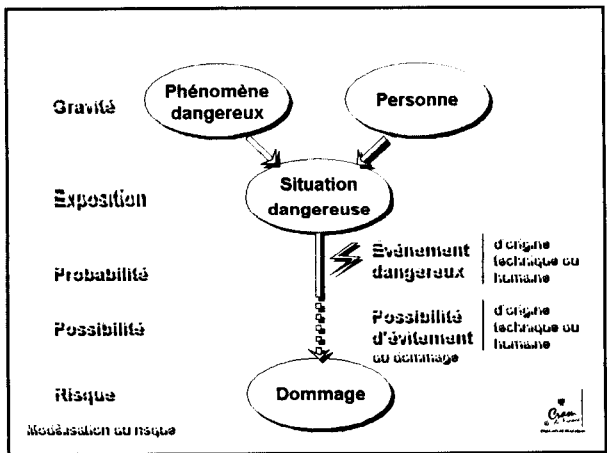 Gravité
Phénomène
dangereux
Personne
Exposition
Situation
dangereuse
Probabilité
Evénement
dangereux
d'origine
technique ou
humaine
Possibilité
Possibilité
d'évitement
du dommage
d'origine
technique ou
humaine
Risque
Dommage
Modélisation du risque
Cram